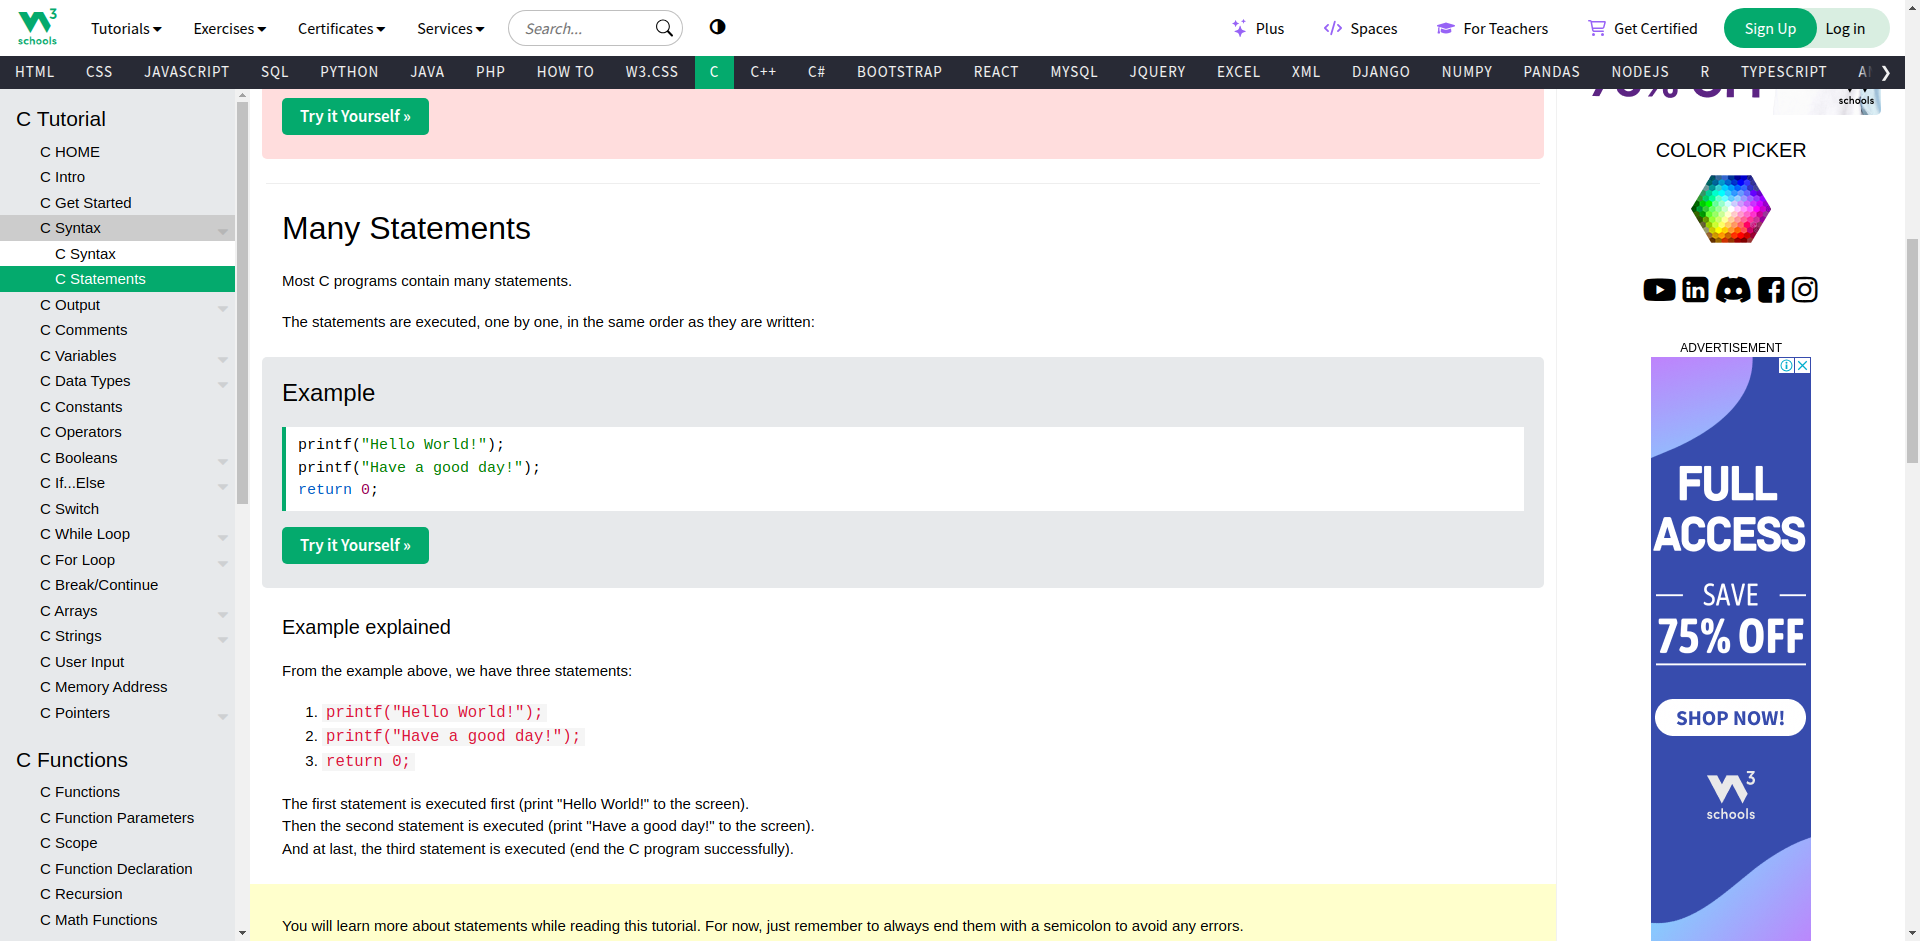 W3 schools
Tutorials Exercises Certificates Services Search... Plus Spaces For Teachers Get Certified Sign Up Log in
HTML CSS JAVASCRIPT SQL PYTHON JAVA PHP HOW TO W3.CSS C C++ C# BOOTSTRAP REACT MYSQL JQUERY EXCEL XML DJANGO NUMPY PANDAS NODEJS R TYPESCRIPT
C Tutorial
C HOME
C Intro
C Get Started
C Syntax
C Syntax
C Statements
C Output
C Comments
C Variables
C Data Types
C Constants
C Operators
C Booleans
C If...Else
C Switch
C While Loop
C For Loop
C Break/Continue
C Arrays
C Strings
C User Input
C Memory Address
C Pointers
C Functions
C Functions
C Function Parameters
C Scope
C Function Declaration
C Recursion
C Math Functions
Try it Yourself »
Many Statements
Most C programs contain many statements.
The statements are executed, one by one, in the same order as they are written:
Example
printf("Hello World!");
printf("Have a good day!");
return 0;
Try it Yourself »
Example explained
From the example above, we have three statements:
1. printf("Hello World!");
2. printf("Have a good day!");
3. return 0;
The first statement is executed first (print "Hello World!" to the screen).
Then the second statement is executed (print "Have a good day!" to the screen).
And at last, the third statement is executed (end the C program successfully).
You will learn more about statements while reading this tutorial. For now, just remember to always end them with a semicolon to avoid any errors.
schools
COLOR PICKER
ADVERTISEMENT
FULL
ACCESS
SAVE
75% OFF
SHOP NOW!
W3
schools